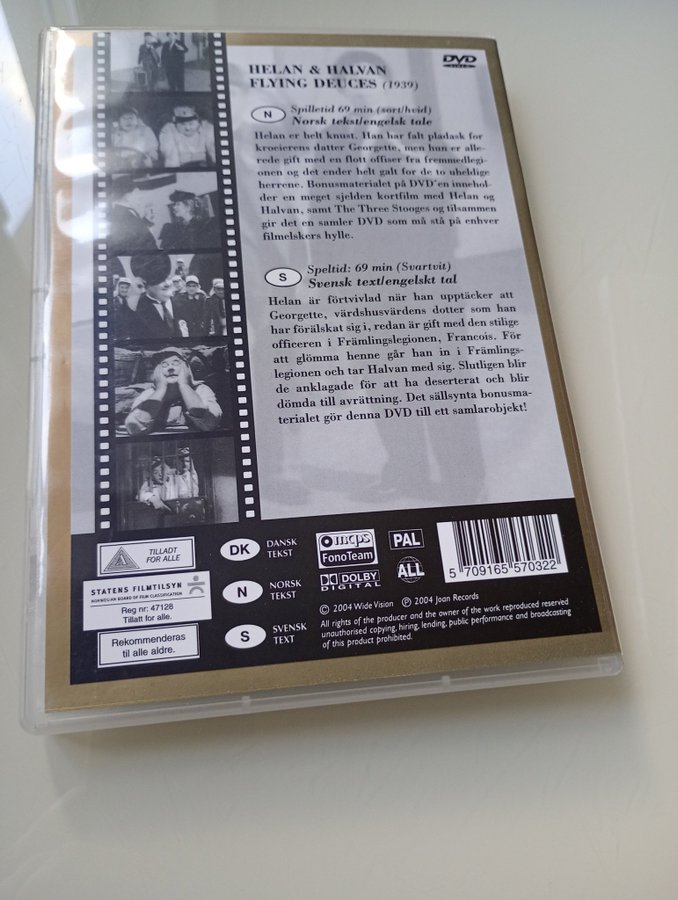 DVD
VIDEO
HELAN & HALVAN
FLYING DEUCES (1939)
N
Spilletid 69 min (sort/hvid)
Norsk tekst/engelsk tale
Helan er helt knust. Han har falt pladask for
kroeierens datter Georgette, men hun er alle-
rede gift med en flott offiser fra fremmedlegi-
onen og det ender helt galt for de to uheldige
herrene. Bonusmaterialet på DVD'en innehol-
der en meget sjelden kortfilm med Helan og
Halvan, samt The Three Stooges og tilsammen
gir det en samler DVD som må stå på enhver
filmelskers hylle.
S
Speltid: 69 min (Svartvit)
Svensk text/engelskt tal
Helan är förtvivlad när han upptäcker att
Georgette, värdshusvärdens dotter som han
har förälskat sig i, redan är gift med den stilige
officeren i Främlingslegionen, Francois. För
att glömma henne går han in i Främlings-
legionen och tar Halvan med sig. Slutligen blir
de anklagade för att ha deserterat och blir
dömda till avrättning. Det sällsynta bonusma-
terialet gör denna DVD till ett samlarobjekt!
TILLADT
FOR ALLE
STATENS FILMTILSYN
NORWEGIAN BOARD OF FILM CLASSIFICATION
Reg nr: 47128
Tillatt for alle.
Rekommenderas
til alle aldre.
DK
DANSK
TEKST
N
NORSK
TEKST
S
SVENSK
TEXT
mcps
FonoTeam
PAL
DOLBY
DIGITAL
ALL
5 709165 570322
© 2004 Wide Vision ℗ 2004 Joan Records
All rights of the producer and the owner of the work reproduced reserved
unauthorised copying, hiring, lending, public performance and broadcasting
of this product prohibited.